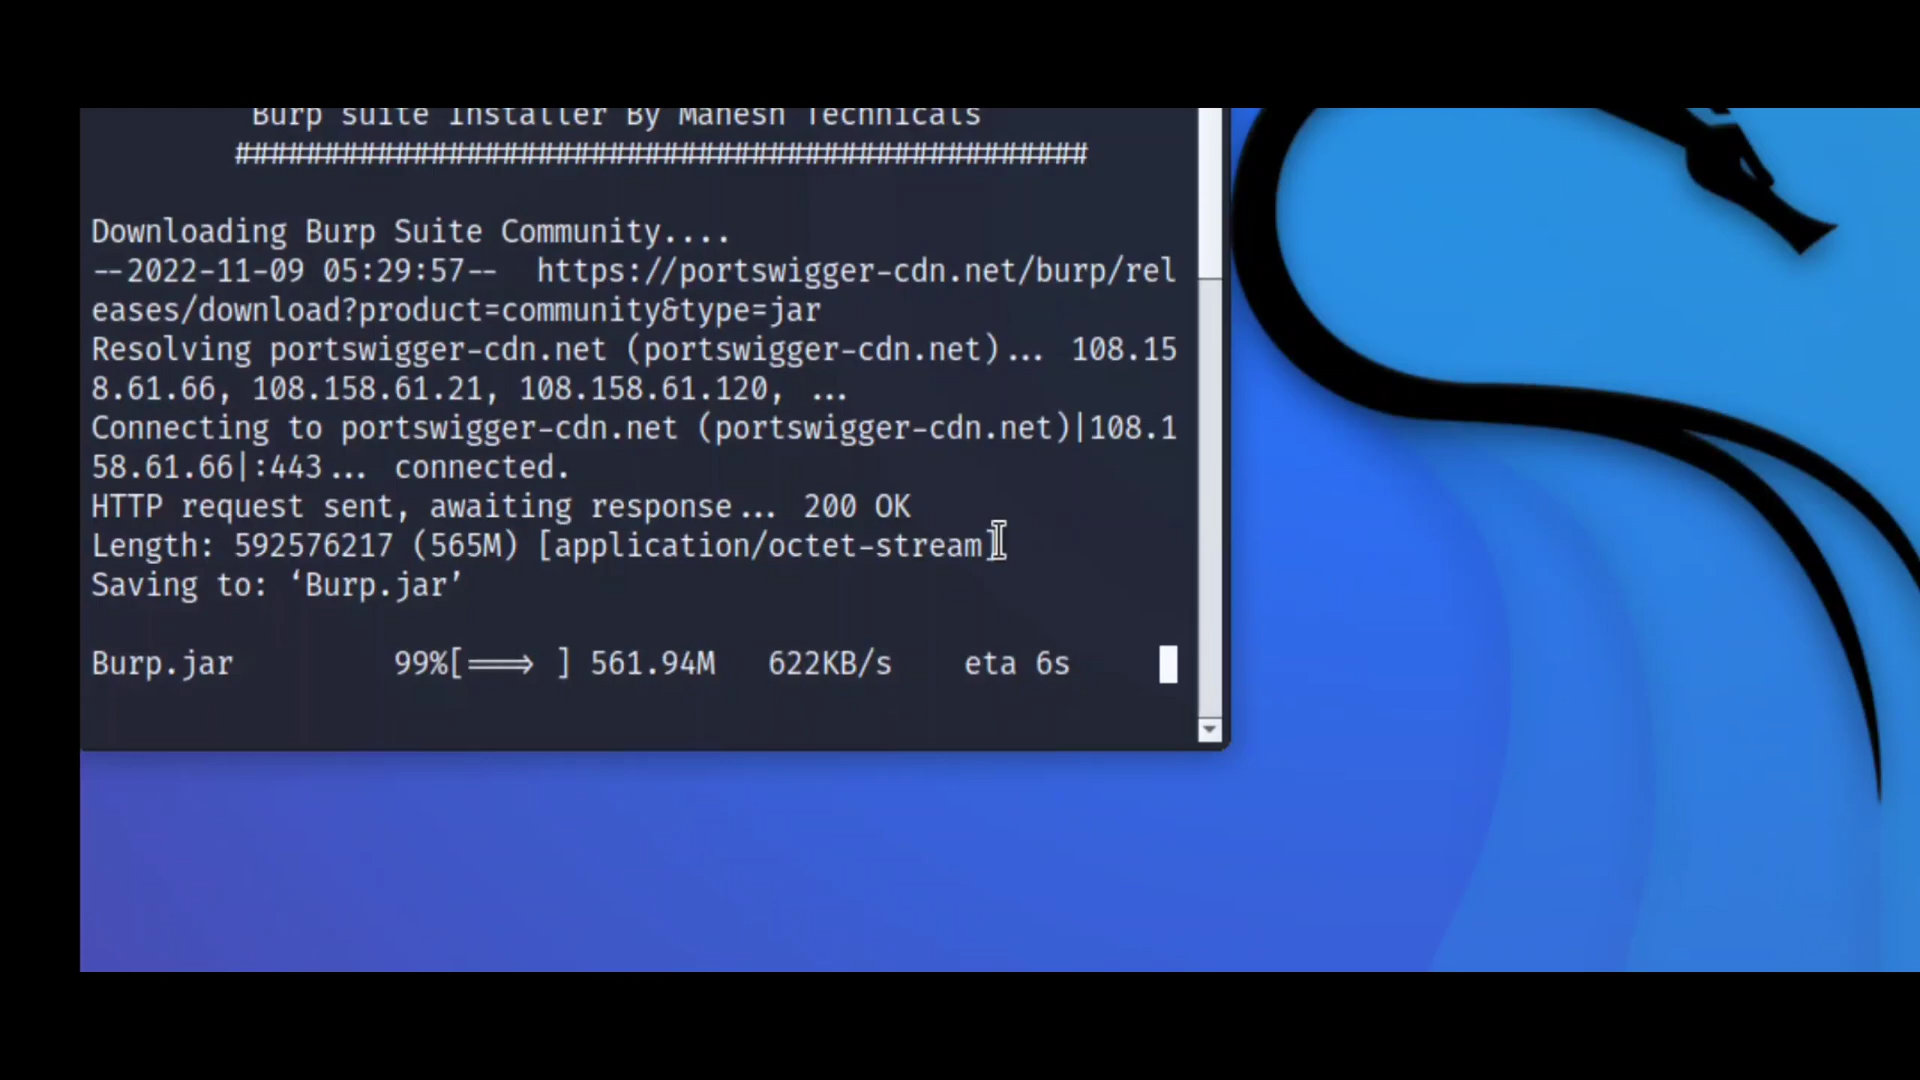 Burp suite Installer By Mahesh Technicals
################################################
Downloading Burp Suite Community....
--2022-11-09 05:29:57--  https://portswigger-cdn.net/burp/rel
eases/download?product=community&type=jar
Resolving portswigger-cdn.net (portswigger-cdn.net)... 108.15
8.61.66, 108.158.61.21, 108.158.61.120, ...
Connecting to portswigger-cdn.net (portswigger-cdn.net)|108.1
58.61.66|:443... connected.
HTTP request sent, awaiting response... 200 OK
Length: 592576217 (565M) [application/octet-stream]
Saving to: ‘Burp.jar’
Burp.jar 99%[===> ] 561.94M 622KB/s eta 6s